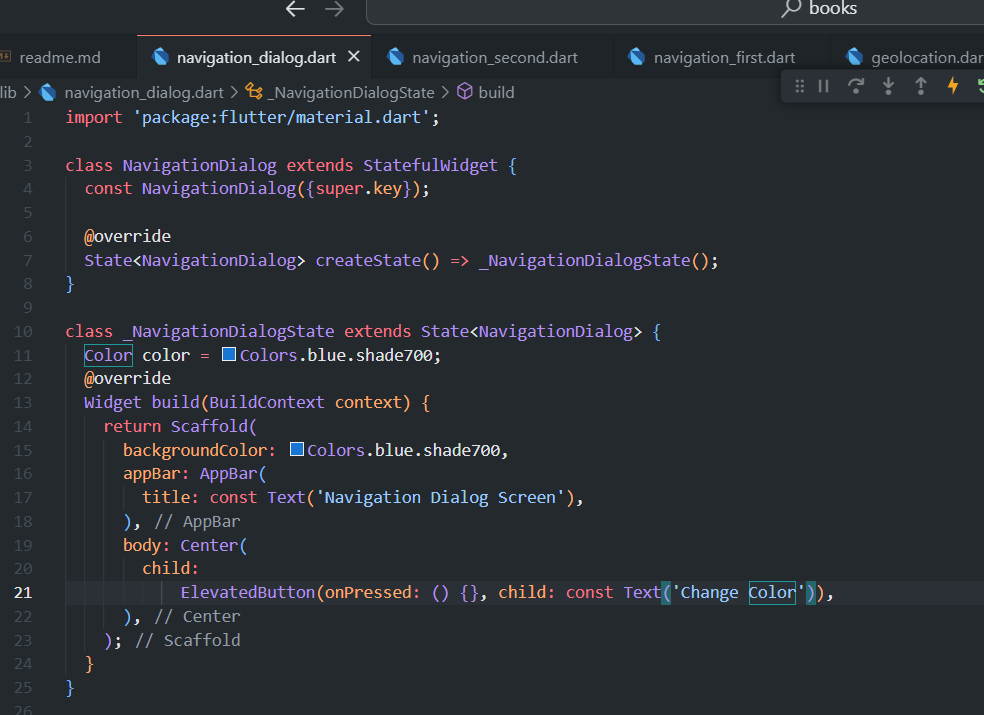 books
readme.md navigation_dialog.dart navigation_second.dart navigation_first.dart geolocation.dar
lib > navigation_dialog.dart > _NavigationDialogState > build
1 import 'package:flutter/material.dart';
2
3 class NavigationDialog extends StatefulWidget {
4 const NavigationDialog({super.key});
5
6 @override
7 State<NavigationDialog> createState() => _NavigationDialogState();
8 }
9
10 class _NavigationDialogState extends State<NavigationDialog> {
11 Color color = Colors.blue.shade700;
12 @override
13 Widget build(BuildContext context) {
14 return Scaffold(
15 backgroundColor: Colors.blue.shade700,
16 appBar: AppBar(
17 title: const Text('Navigation Dialog Screen'),
18 ), // AppBar
19 body: Center(
20 child:
21 ElevatedButton(onPressed: () {}, child: const Text('Change Color')),
22 ), // Center
23 ); // Scaffold
24 }
25 }
26